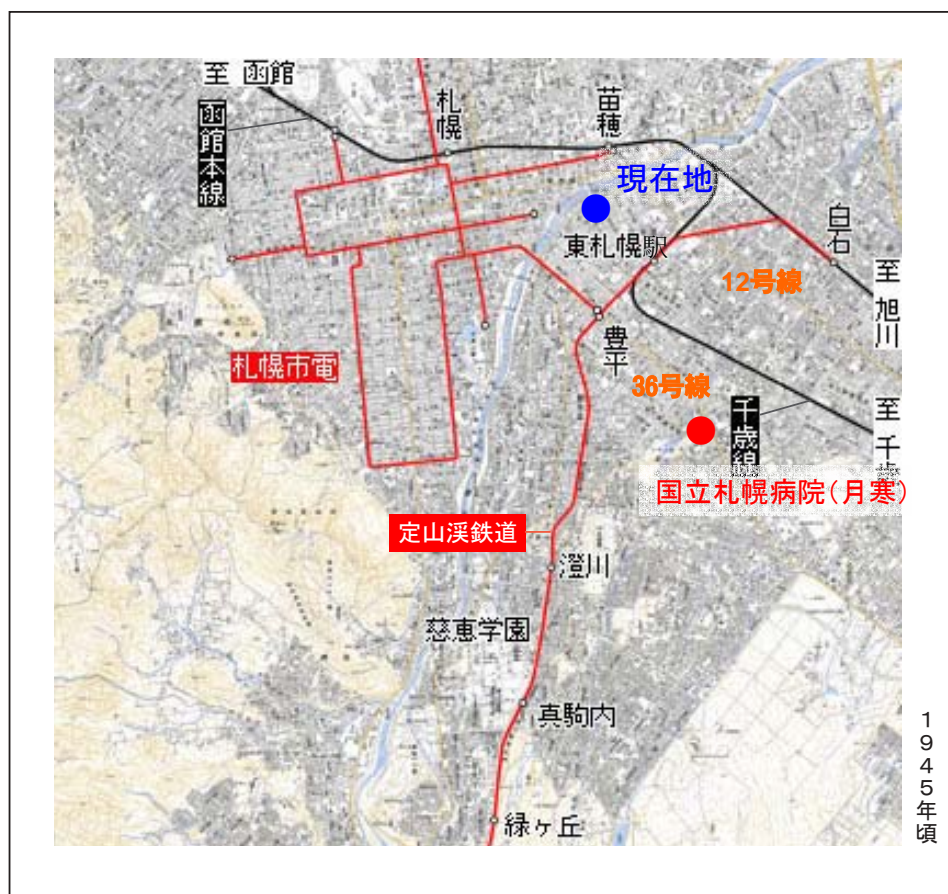 至 函館
函館本線
札幌
苗穂
現在地
東札幌駅
白石
12号線
至 旭川
豊平
札幌市電
36号線
千歳線
至 千歳
国立札幌病院(月寒)
定山渓鉄道
澄川
慈恵学園
真駒内
緑ヶ丘
1945年頃